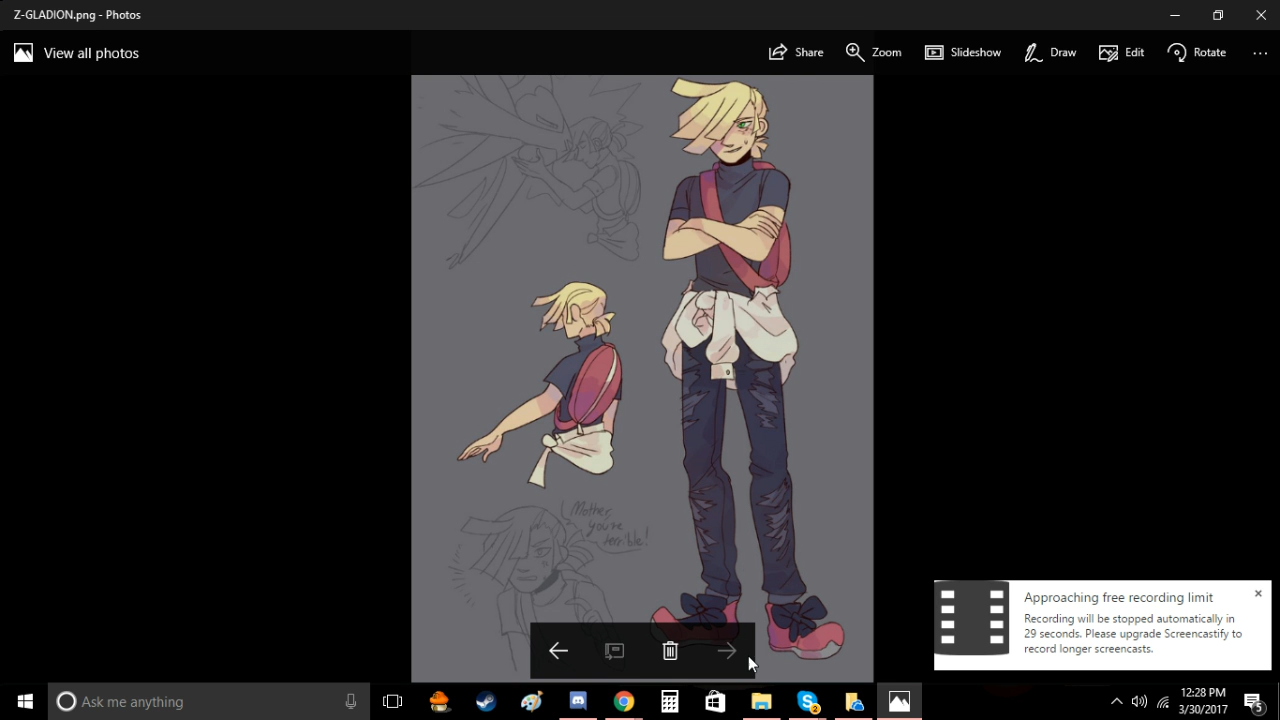 Z-GLADION.png - Photos
View all photos
Share
Zoom
Slideshow
Draw
Edit
Rotate
Mother,
you're
terrible!
Approaching free recording limit
Recording will be stopped automatically in
29 seconds. Please upgrade Screencastify to
record longer screencasts.
Ask me anything
2
12:28 PM
3/30/2017
5